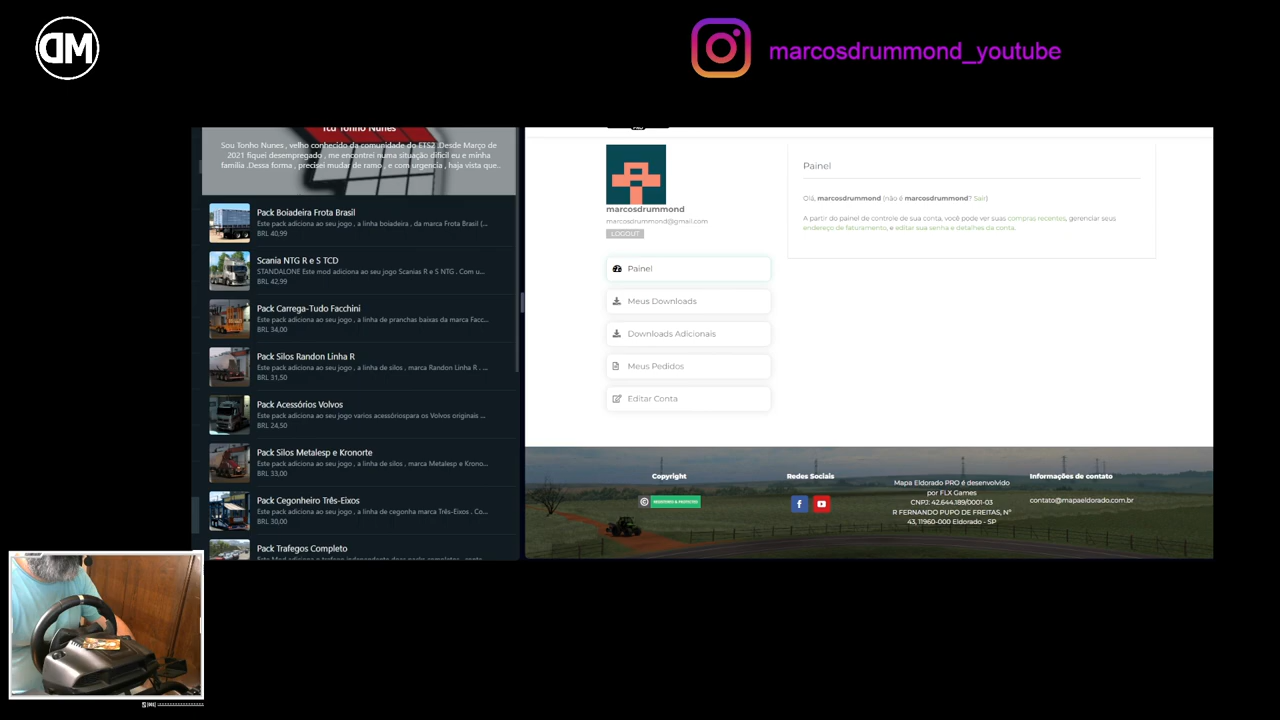 DM
marcosdrummond_youtube
Tcd Tonho Nunes
Sou Tonho Nunes , velho conhecido da comunidade do ETS2 .Desde Março de
2021 fiquei desempregado , me encontrei numa situação difícil eu e minha
família .Dessa forma , precisei mudar de ramo , e com urgencia , haja vista que..
Pack Boiadeira Frota Brasil
Este pack adiciona ao seu jogo , a linha boiadeira , da marca Frota Brasil (...
BRL 40,99
Scania NTG R e S TCD
STANDALONE Este mod adiciona ao seu jogo Scanias R e S NTG . Com u...
BRL 42,99
Pack Carrega-Tudo Facchini
Este pack adiciona ao seu jogo , a linha de pranchas baixas da marca Facc...
BRL 34,00
Pack Silos Randon Linha R
Este pack adiciona ao seu jogo , a linha de silos , marca Randon Linha R . ...
BRL 31,50
Pack Acessórios Volvos
Este pack adiciona ao seu jogo varios acessóriospara os Volvos originais ...
BRL 24,50
Pack Silos Metalesp e Kronorte
Este pack adiciona ao seu jogo , a linha de silos , marca Metalesp e Krono...
BRL 33,00
Pack Cegonheiro Três-Eixos
Este pack adiciona ao seu jogo , a linha de cegonha marca Três-Eixos . Co...
BRL 30,00
Pack Trafegos Completo
PRO
marcosdrummond
marcosdrummond@gmail.com
LOGOUT
Painel
Meus Downloads
Downloads Adicionais
Meus Pedidos
Editar Conta
Painel
Olá, marcosdrummond (não é marcosdrummond? Sair)
A partir do painel de controle de sua conta, você pode ver suas compras recentes, gerenciar seus
endereço de faturamento, e editar sua senha e detalhes da conta.
Copyright
Redes Sociais
Mapa Eldorado PRO é desenvolvido
por FLX Games
CNPJ: 42.644.189/0001-03
R FERNANDO PUPO DE FREITAS, Nº
43, 11960-000 Eldorado - SP
Informações de contato
contato@mapaeldorado.com.br